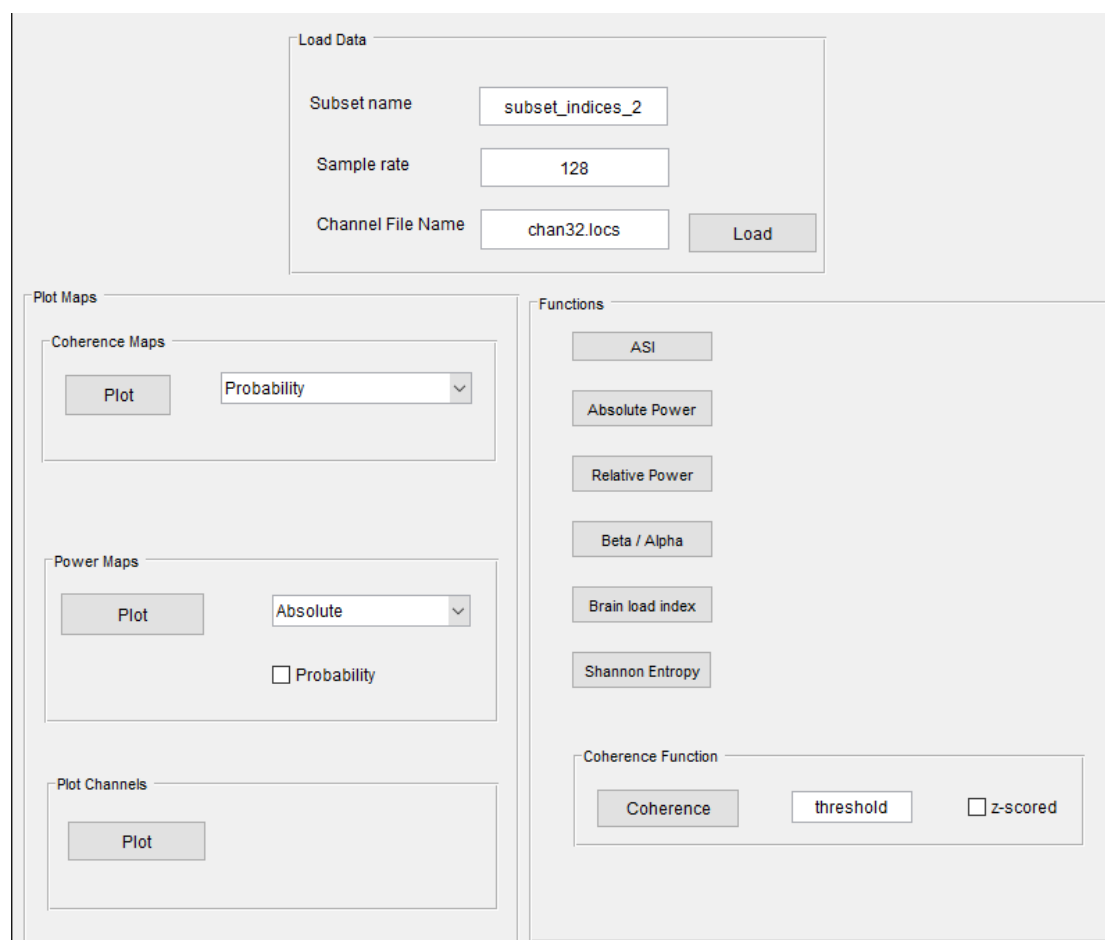 Load Data
Subset name
subset_indices_2
Sample rate
128
Channel File Name
chan32.locs
Load
Plot Maps
Coherence Maps
Plot
Probability
Power Maps
Plot
Absolute
Probability
Plot Channels
Plot
Functions
ASI
Absolute Power
Relative Power
Beta / Alpha
Brain load index
Shannon Entropy
Coherence Function
Coherence
threshold
z-scored